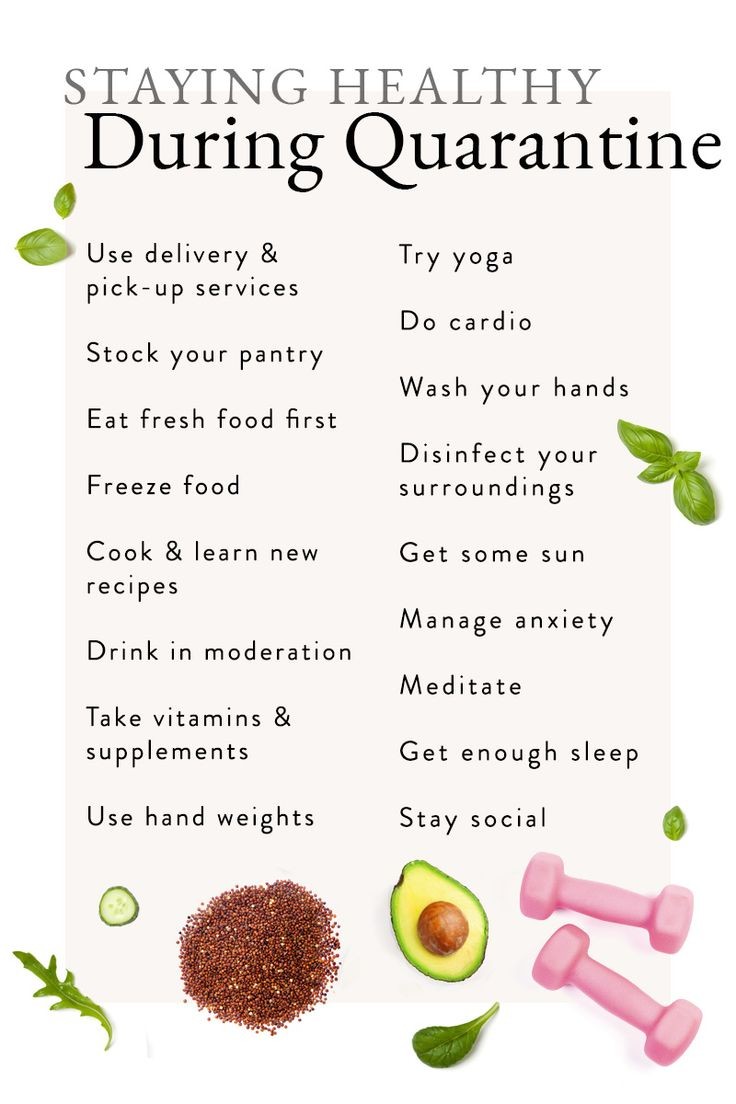 STAYING HEALTHY
During Quarantine
Use delivery &
pick-up services
Stock your pantry
Eat fresh food first
Freeze food
Cook & learn new
recipes
Drink in moderation
Take vitamins &
supplements
Use hand weights
Try yoga
Do cardio
Wash your hands
Disinfect your
surroundings
Get some sun
Manage anxiety
Meditate
Get enough sleep
Stay social